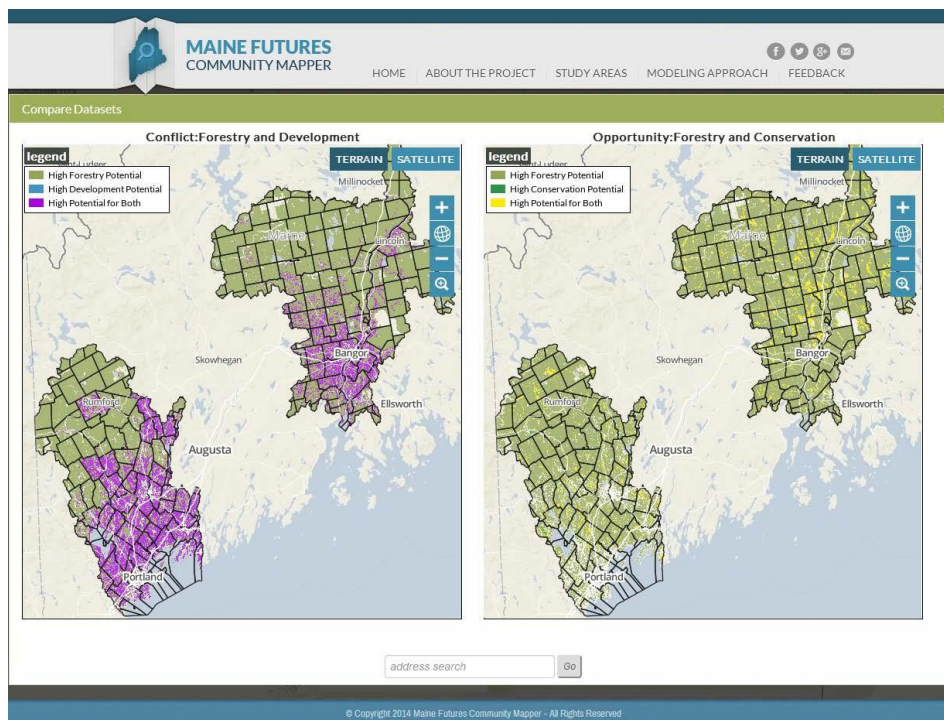 MAINE FUTURES
COMMUNITY MAPPER
HOME ABOUT THE PROJECT STUDY AREAS MODELING APPROACH FEEDBACK
Compare Datasets
Conflict:Forestry and Development
legend
TERRAIN SATELLITE
High Forestry Potential
High Development Potential
High Potential for Both
Millinocket
Maine
Lincoln
Skowhegan
Bangor
Rumford
Ellsworth
Augusta
Portland
Opportunity:Forestry and Conservation
legend
TERRAIN SATELLITE
High Forestry Potential
High Conservation Potential
High Potential for Both
Millinocket
Maine
Lincoln
Skowhegan
Bangor
Rumford
Ellsworth
Augusta
Portland
address search Go
© Copyright 2014 Maine Futures Community Mapper - All Rights Reserved